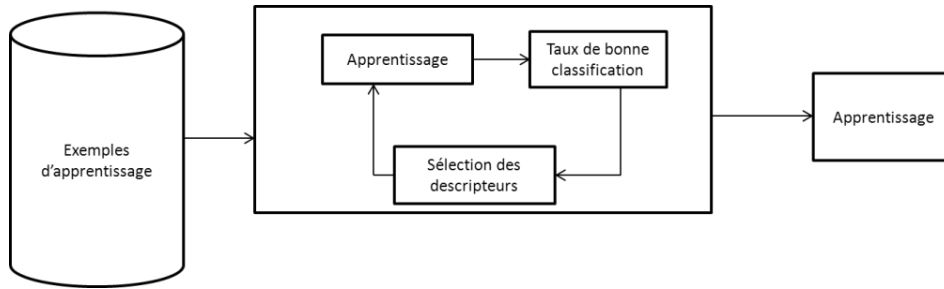 Exemples
d'apprentissage
Apprentissage
Taux de bonne
classification
Sélection des
descripteurs
Apprentissage